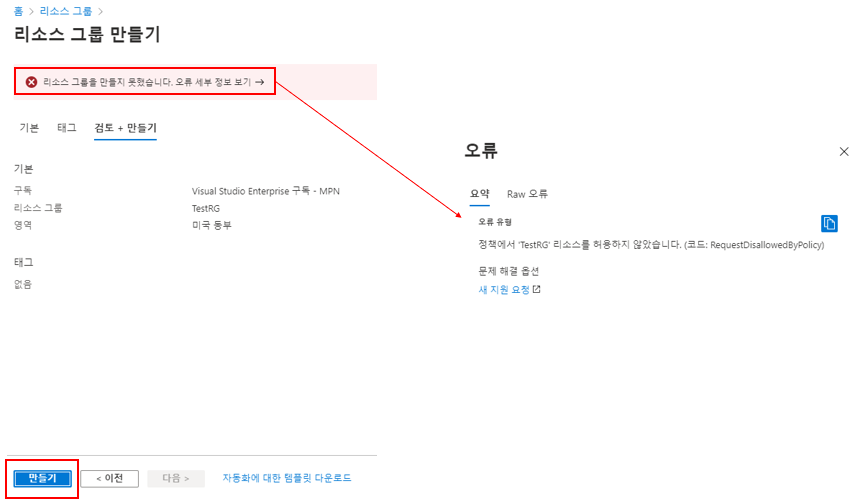 홈 > 리소스 그룹 >
리소스 그룹 만들기
리소스 그룹을 만들지 못했습니다. 오류 세부 정보 보기 →
기본 태그 검토 + 만들기
기본
구독 Visual Studio Enterprise 구독 - MPN
리소스 그룹 TestRG
영역 미국 동부
태그
없음
만들기 < 이전 다음 > 자동화에 대한 템플릿 다운로드
오류
요약 Raw 오류
오류 유형
정책에서 'TestRG' 리소스를 허용하지 않았습니다. (코드: RequestDisallowedByPolicy)
문제 해결 옵션
새 지원 요청